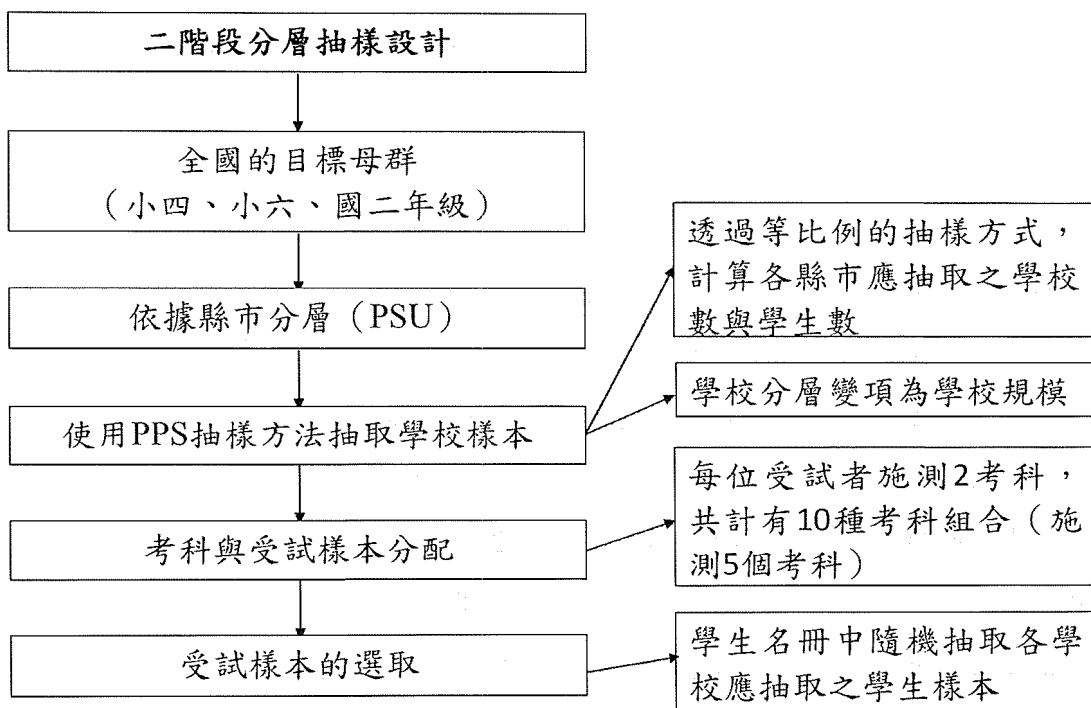 二階段分層抽樣設計
全國的目標母群
（小四、小六、國二年級）
依據縣市分層（PSU）
使用PPS抽樣方法抽取學校樣本
考科與受試樣本分配
受試樣本的選取
透過等比例的抽樣方式，
計算各縣市應抽取之學校
數與學生數
學校分層變項為學校規模
每位受試者施測2考科，
共計有10種考科組合（施
測5個考科）
學生名冊中隨機抽取各學
校應抽取之學生樣本